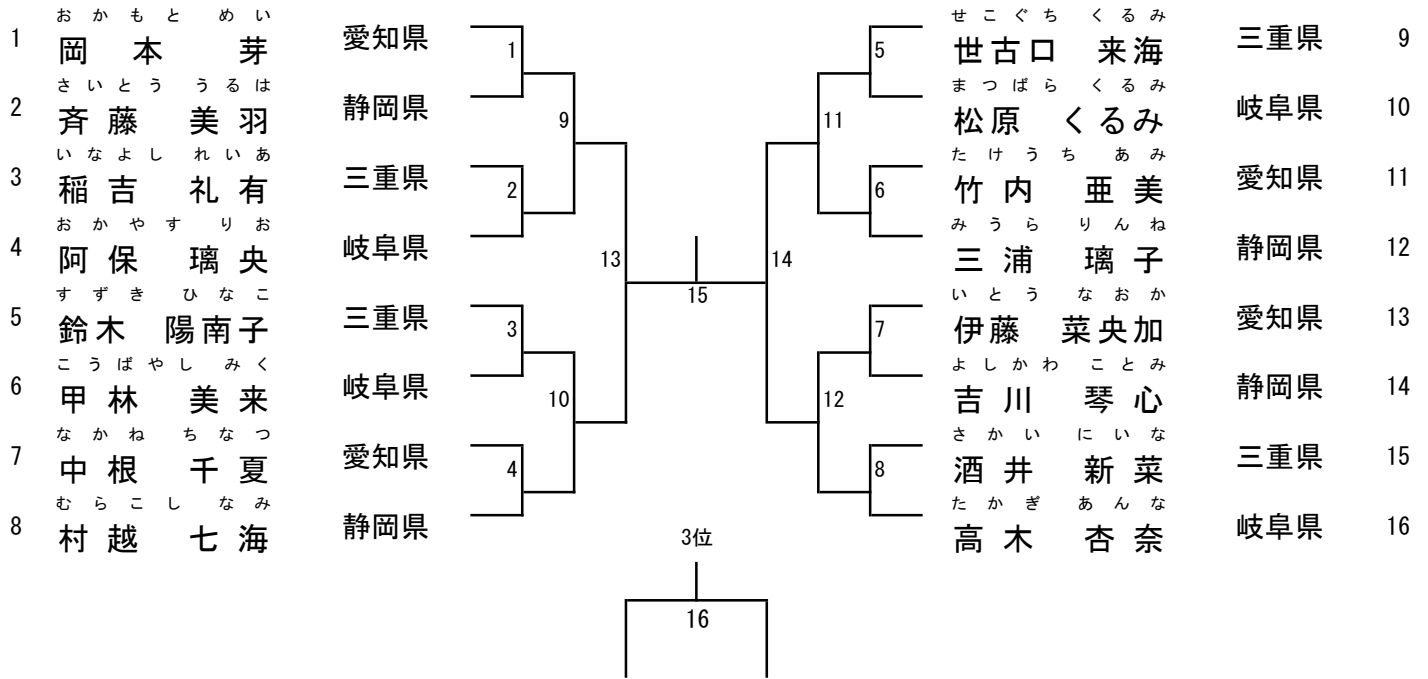 おかもと めい
1 岡本 芽 愛知県
さいとう うるは
2 斉藤 美羽 静岡県
いなよし れいあ
3 稲吉 礼有 三重県
おかやす りお
4 阿保 璃央 岐阜県
すずき ひなこ
5 鈴木 陽南子 三重県
こうばやし みく
6 甲林 美来 岐阜県
なかね ちなつ
7 中根 千夏 愛知県
むらこし なみ
8 村越 七海 静岡県
1
2
3
4
9
10
13
15
14
11
12
5
6
7
8
せこぐち くるみ
世古口 来海 三重県 9
まつばら くるみ
松原 くるみ 岐阜県 10
たけうち あみ
竹内 亜美 愛知県 11
みうら りんね
三浦 璃子 静岡県 12
いとう なおか
伊藤 菜央加 愛知県 13
よしかわ ことみ
吉川 琴心 静岡県 14
さかい にいな
酒井 新菜 三重県 15
たかぎ あんな
高木 杏奈 岐阜県 16
3位
16